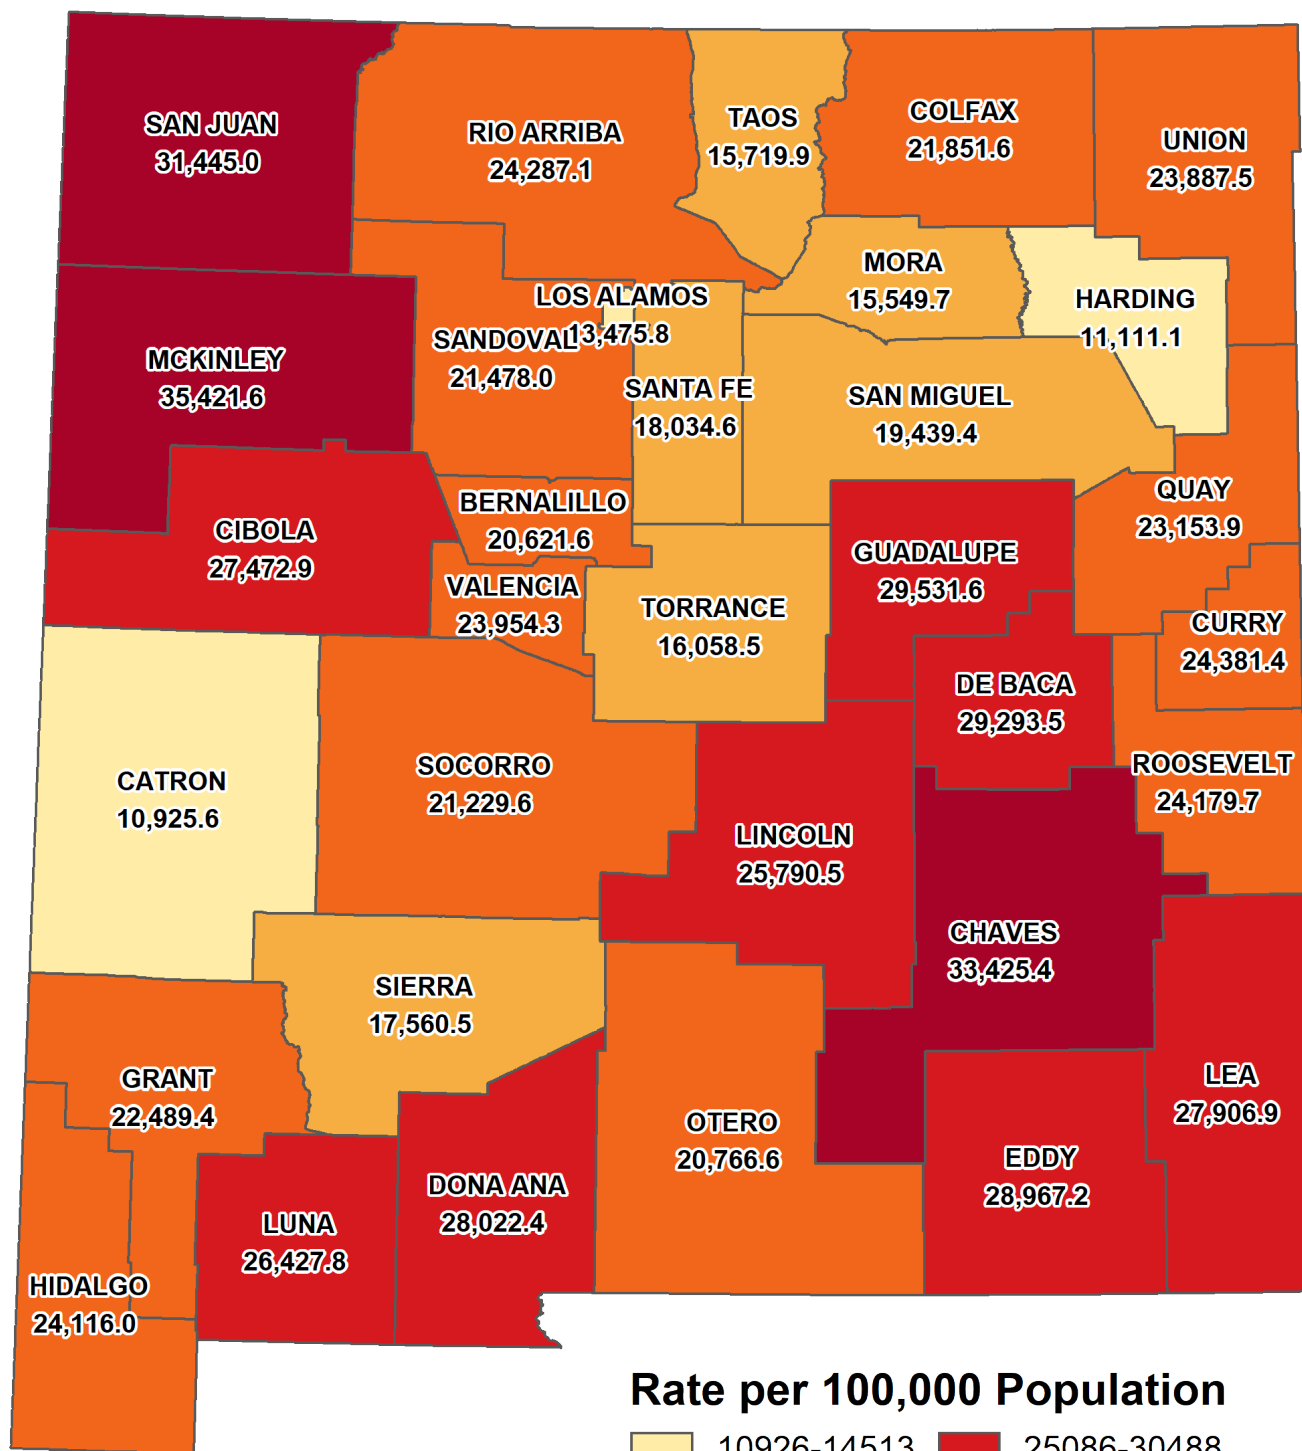 SAN JUAN
31,445.0
RIO ARRIBA
24,287.1
TAOS
15,719.9
COLFAX
21,851.6
UNION
23,887.5
MORA
15,549.7
HARDING
11,111.1
LOS ALAMOS
13,475.8
SANDOVAL
21,478.0
MCKINLEY
35,421.6
SANTA FE
18,034.6
SAN MIGUEL
19,439.4
QUAY
23,153.9
CIBOLA
27,472.9
BERNALILLO
20,621.6
GUADALUPE
29,531.6
VALENCIA
23,954.3
TORRANCE
16,058.5
CURRY
24,381.4
DE BACA
29,293.5
CATRON
10,925.6
SOCORRO
21,229.6
ROOSEVELT
24,179.7
LINCOLN
25,790.5
CHAVES
33,425.4
SIERRA
17,560.5
GRANT
22,489.4
LEA
27,906.9
OTERO
20,766.6
EDDY
28,967.2
DONA ANA
28,022.4
LUNA
26,427.8
HIDALGO
24,116.0
Rate per 100,000 Population
10926-14513
25086-30488